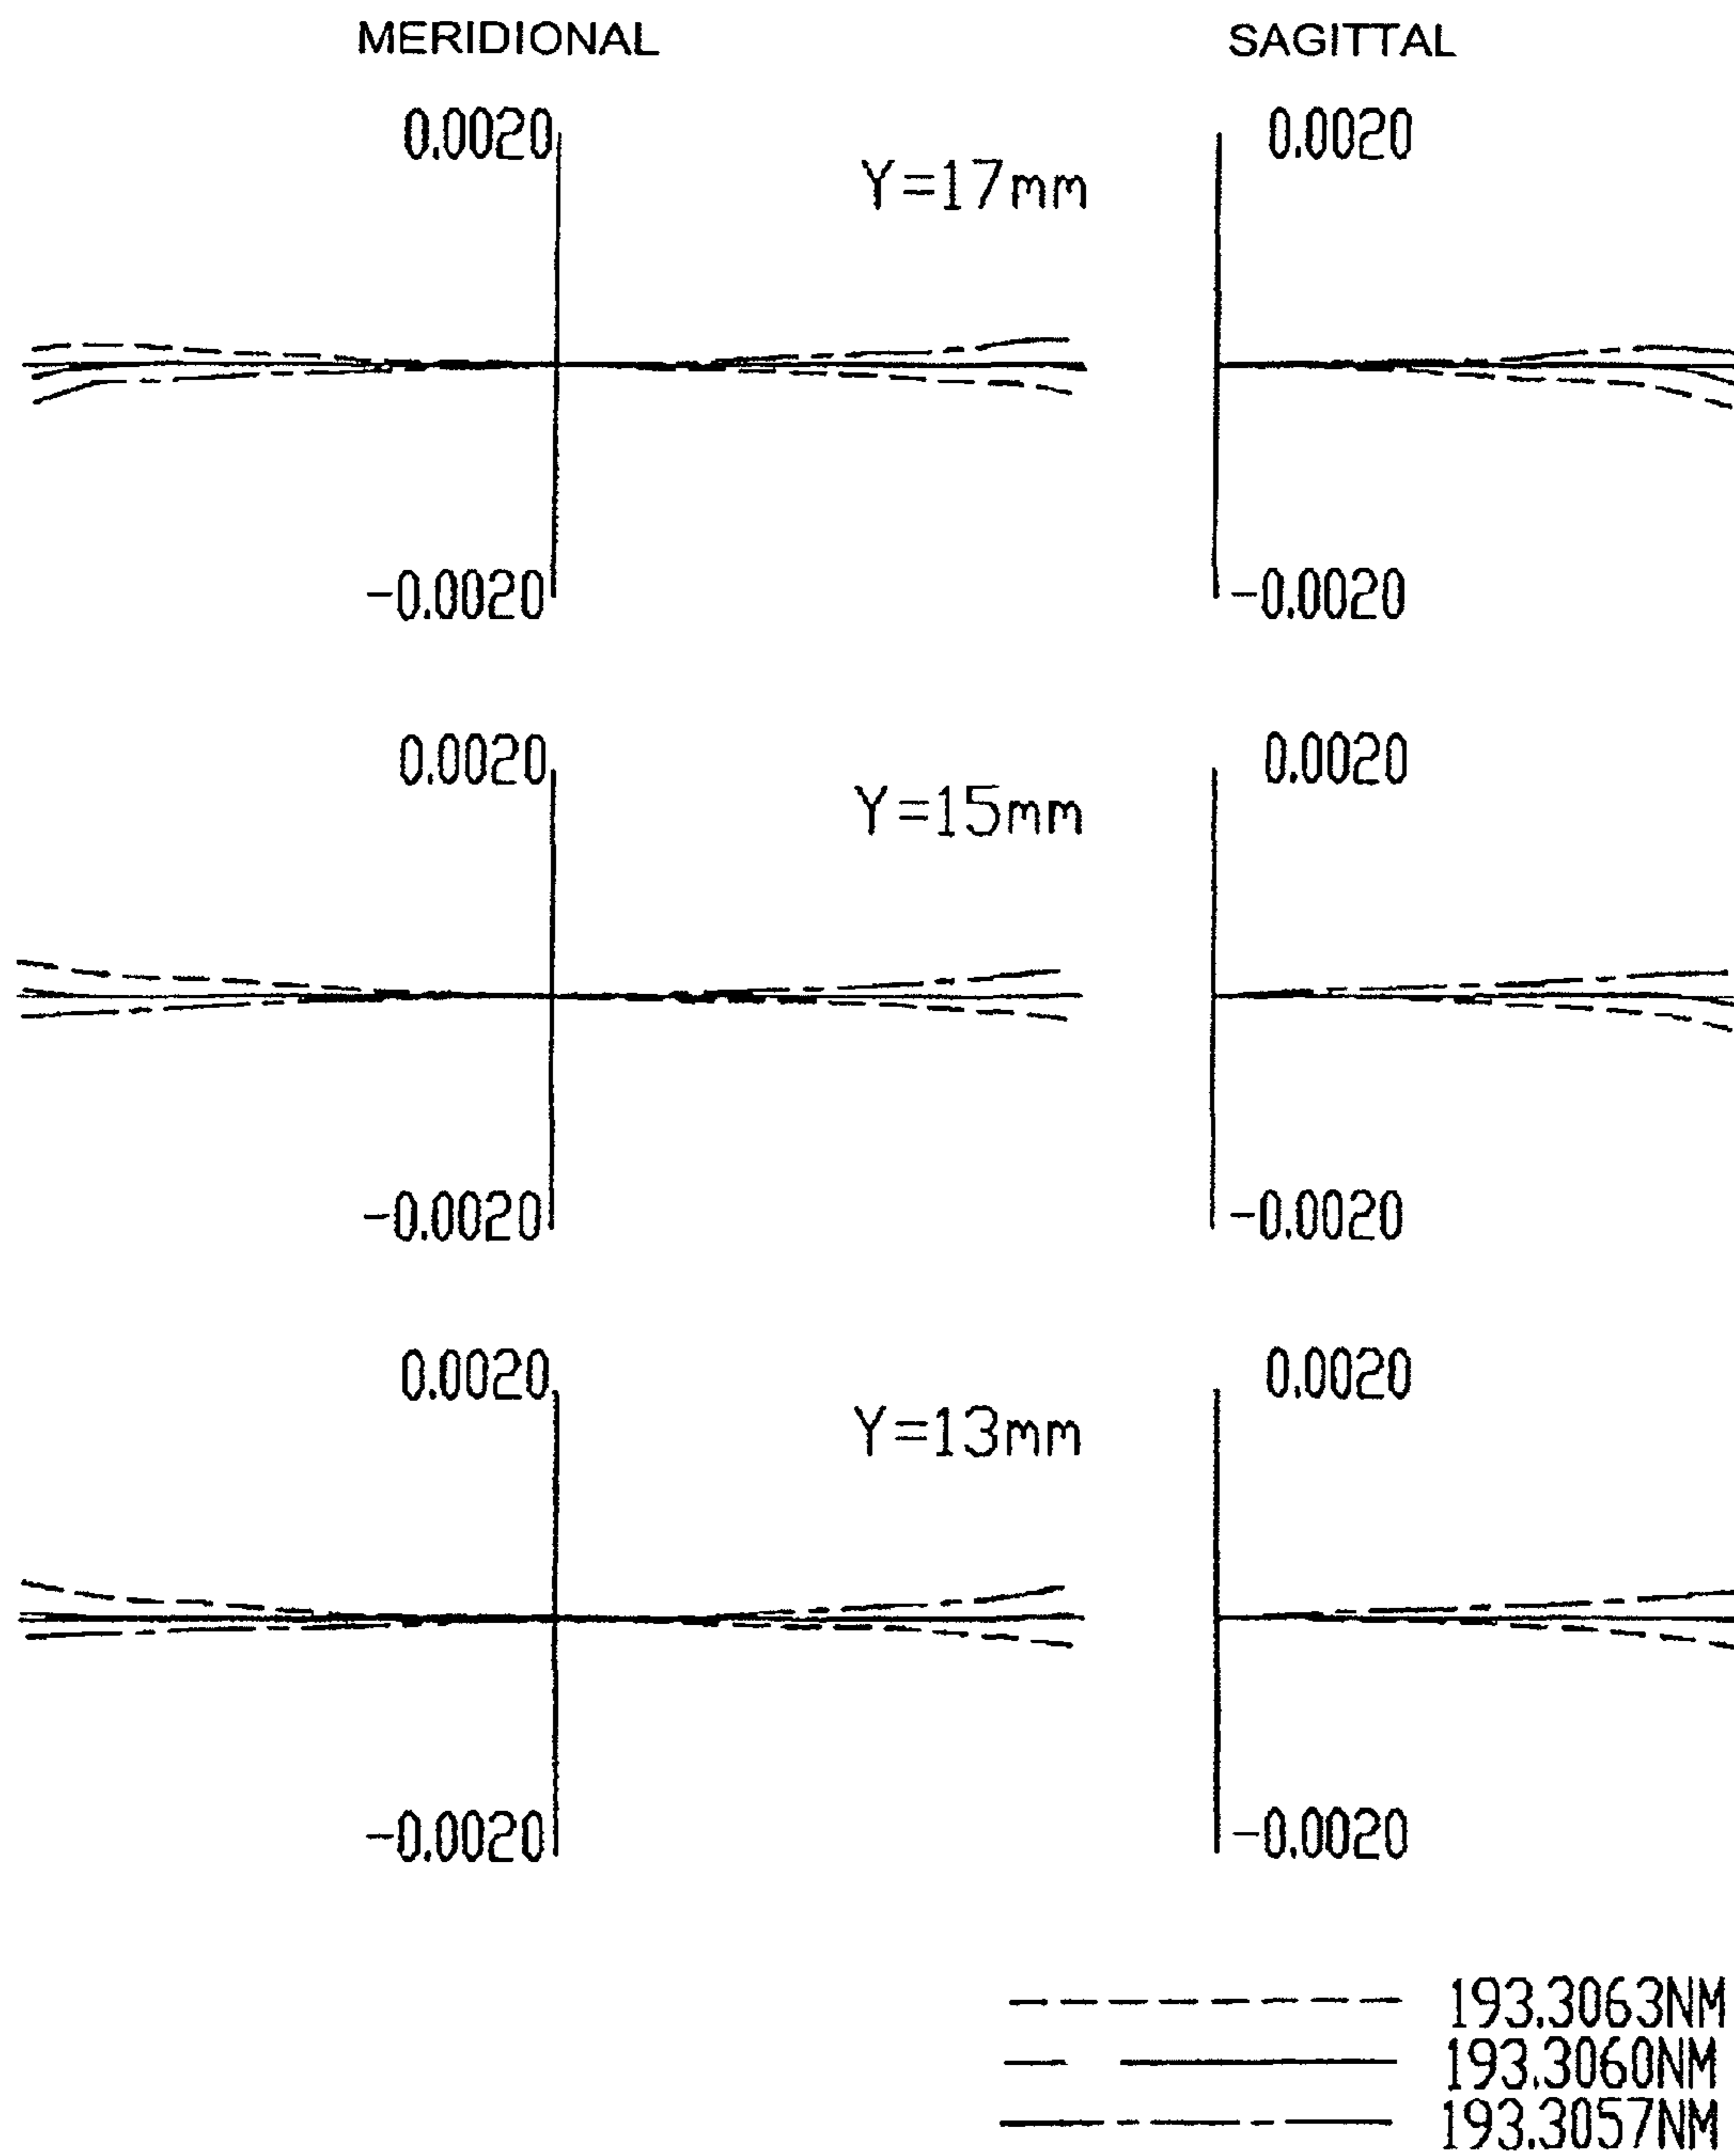 MERIDIONAL SAGITTAL
0.0020 0.0020
Y=17mm
-0.0020 -0.0020
0.0020 0.0020
Y=15mm
-0.0020 -0.0020
0.0020 0.0020
Y=13mm
-0.0020 -0.0020
193.3063NM
193.3060NM
193.3057NM